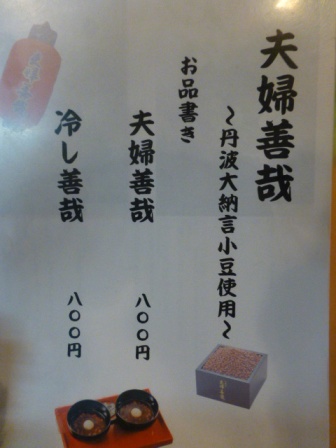 夫婦善哉
～丹波大納言小豆使用～
お品書き
夫婦善哉 八〇〇円
冷し善哉 八〇〇円